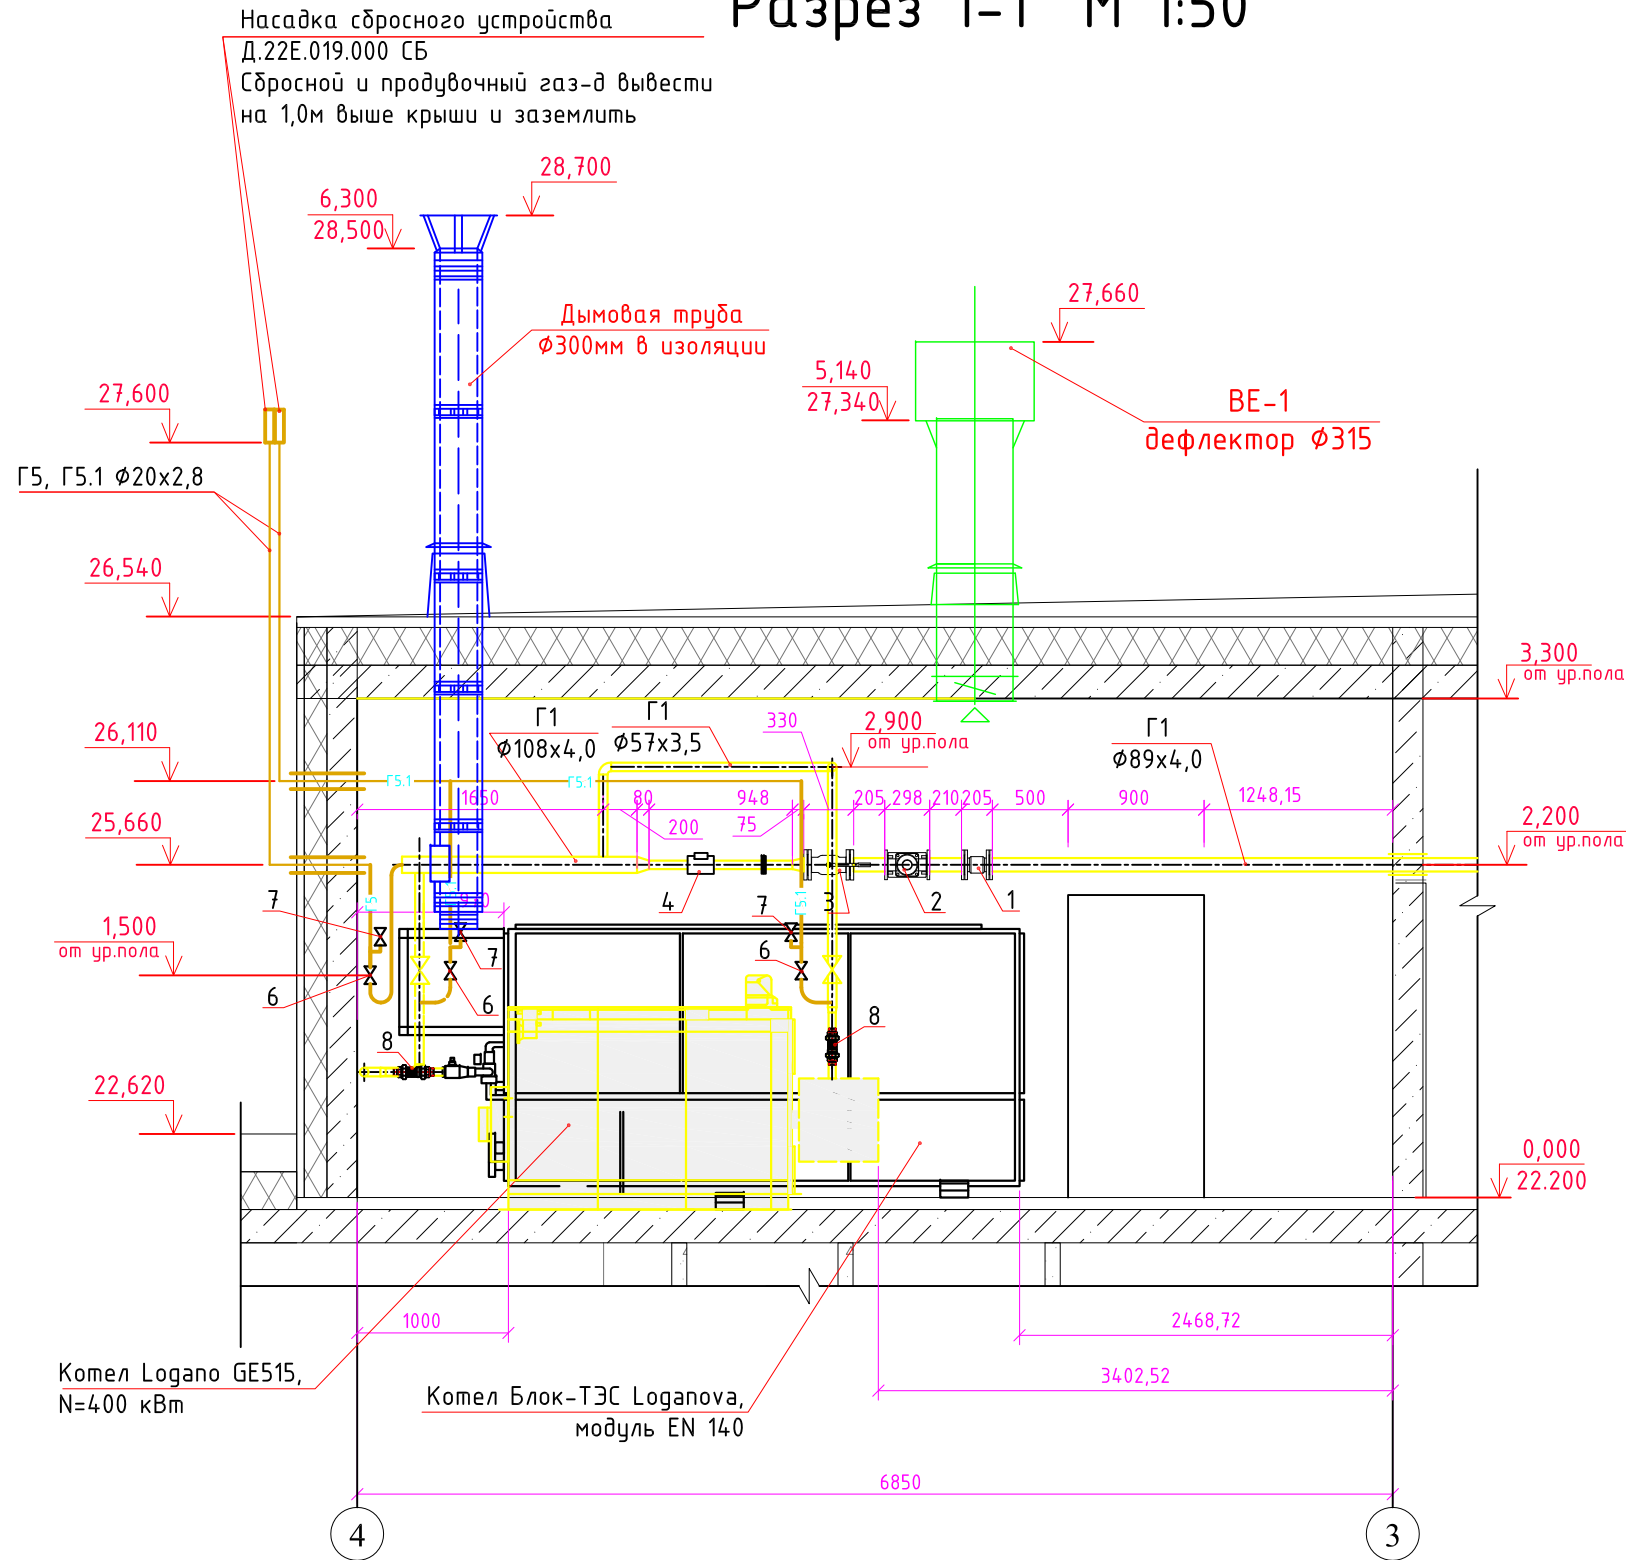 Разрез 1-1 М 1:50
Насадка сбросного устройства
Д.22Е.019.000 СБ
Сбросной и продувочный газ-д вывести
на 1,0м выше крыши и заземлить
28,700
6,300
28,500
Дымовая труба
Ф300мм в изоляции
27,660
5,140
27,340
ВЕ-1
дефлектор Ф315
27,600
Г5, Г5.1 Ф20х2,8
26,540
3,300
от ур.пола
26,110
Г1
Ф108х4,0
Г1
Ф57х3,5
330
2,900
от ур.пола
Г1
Ф89х4,0
Г5.1
Г5.1
1650
80
948
205
298
210
205
500
900
1248,15
200
75
25,660
2,200
от ур.пола
7
Г5
4
7
Г5.1
3
2
1
1,500
от ур.пола
7
6
6
6
8
8
22,620
0,000
22.200
1000
2468,72
3402,52
Котел Logano GE515,
N=400 кВт
Котел Блок-ТЭС Loganova,
модуль EN 140
6850
4
3